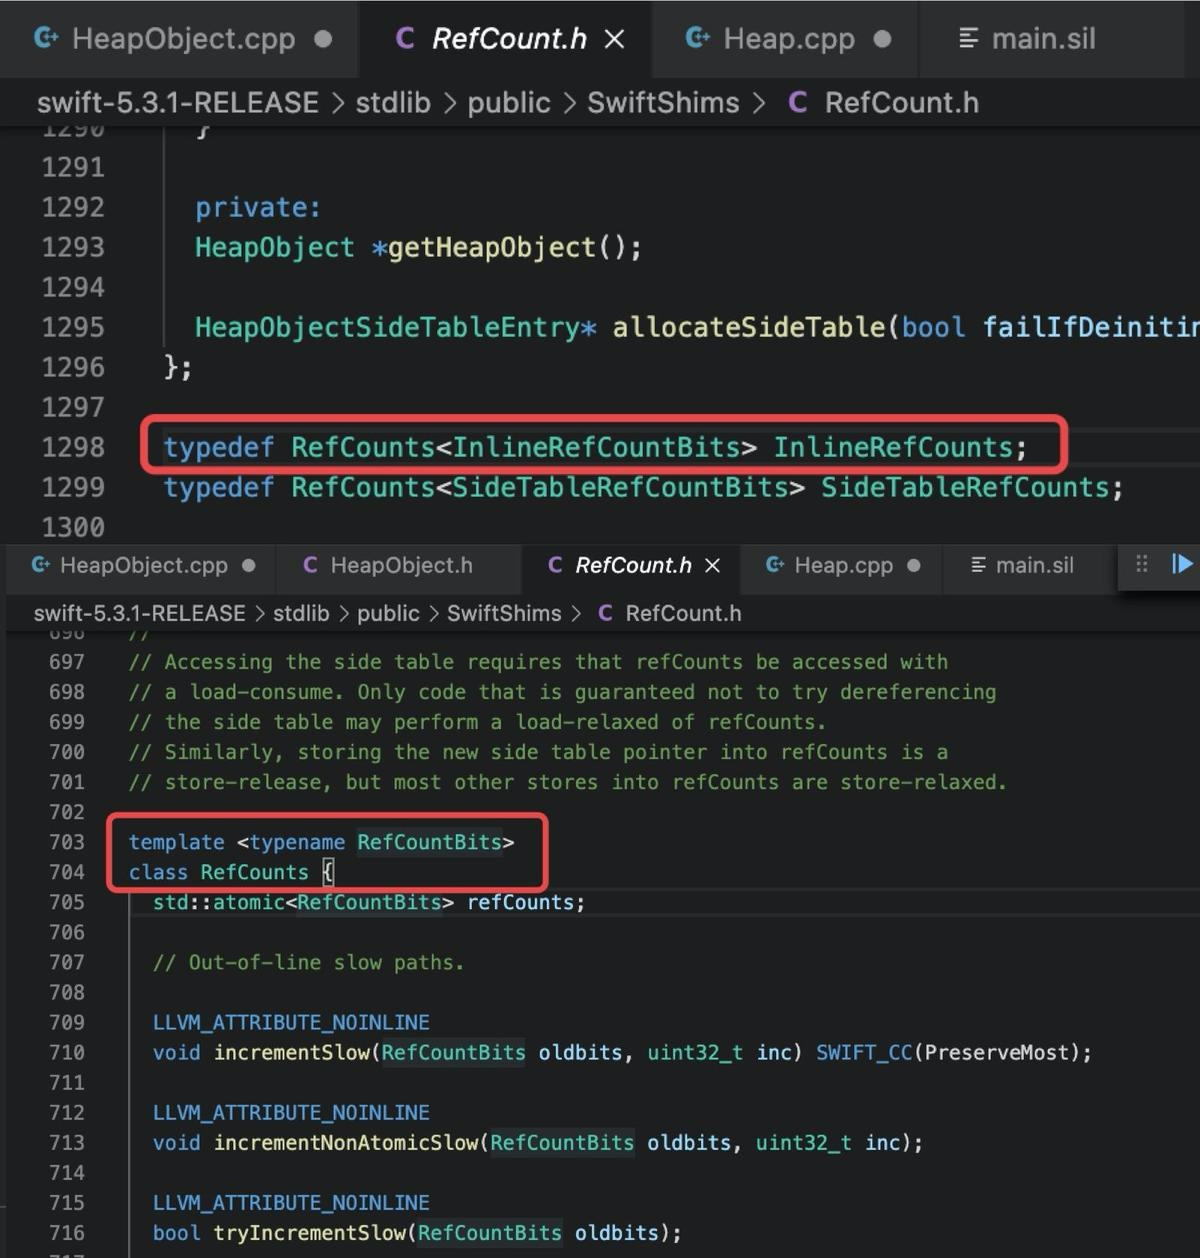 HeapObject.cpp ● C RefCount.h × Heap.cpp ● main.sil
swift-5.3.1-RELEASE > stdlib > public > SwiftShims > C RefCount.h
1290 }
1291
1292 private:
1293 HeapObject *getHeapObject();
1294
1295 HeapObjectSideTableEntry* allocateSideTable(bool failIfDeinitin
1296 };
1297
1298 typedef RefCounts<InlineRefCountBits> InlineRefCounts;
1299 typedef RefCounts<SideTableRefCountBits> SideTableRefCounts;
1300
HeapObject.cpp ● C HeapObject.h C RefCount.h × Heap.cpp ● main.sil
swift-5.3.1-RELEASE > stdlib > public > SwiftShims > C RefCount.h
696 //
697 // Accessing the side table requires that refCounts be accessed with
698 // a load-consume. Only code that is guaranteed not to try dereferencing
699 // the side table may perform a load-relaxed of refCounts.
700 // Similarly, storing the new side table pointer into refCounts is a
701 // store-release, but most other stores into refCounts are store-relaxed.
702
703 template <typename RefCountBits>
704 class RefCounts {
705 std::atomic<RefCountBits> refCounts;
706
707 // Out-of-line slow paths.
708
709 LLVM_ATTRIBUTE_NOINLINE
710 void incrementSlow(RefCountBits oldbits, uint32_t inc) SWIFT_CC(PreserveMost);
711
712 LLVM_ATTRIBUTE_NOINLINE
713 void incrementNonAtomicSlow(RefCountBits oldbits, uint32_t inc);
714
715 LLVM_ATTRIBUTE_NOINLINE
716 bool tryIncrementSlow(RefCountBits oldbits);